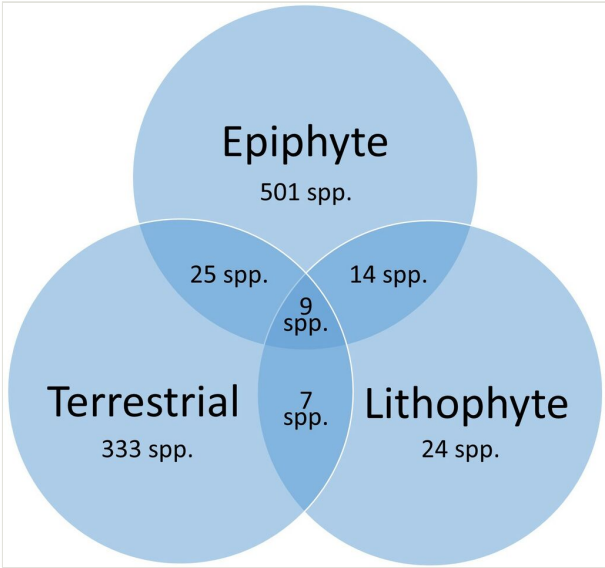 Epiphyte
501 spp.
25 spp.
14 spp.
9
spp.
Terrestrial
333 spp.
7
spp.
Lithophyte
24 spp.